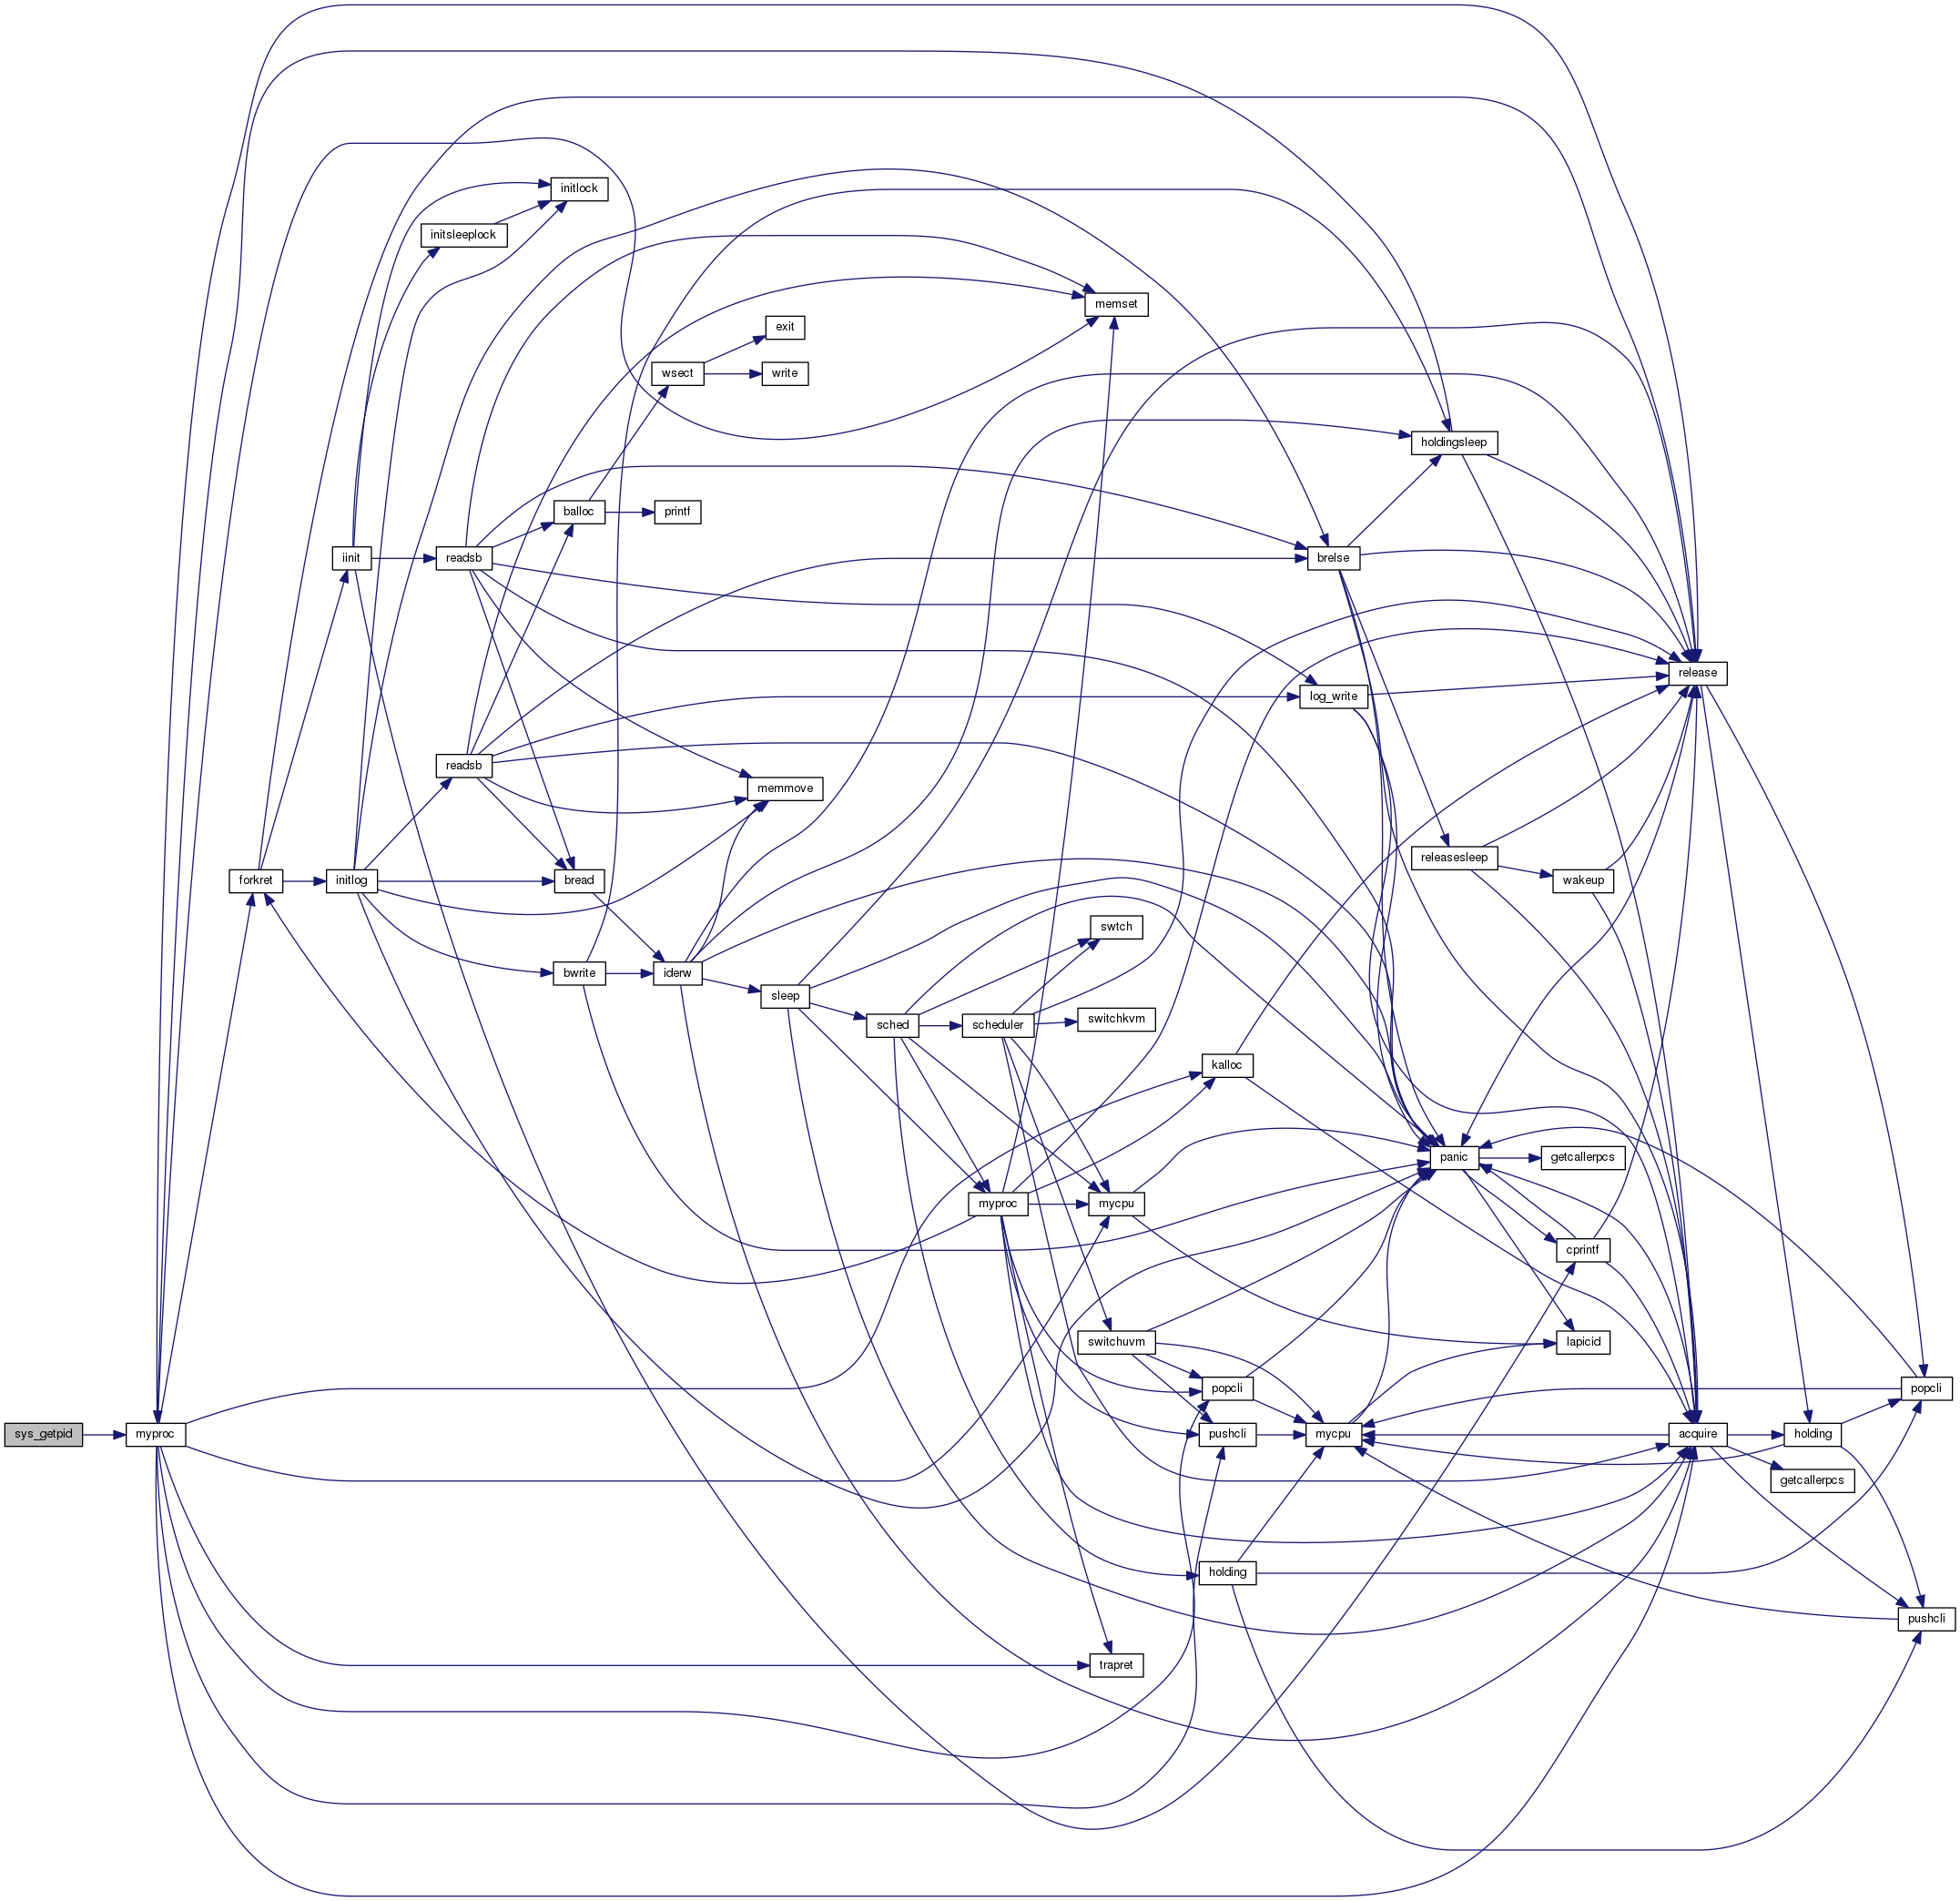 initlock
initsleeplock
memset
exit
wsect
write
holdingsleep
balloc
printf
iinit
readsb
brelse
release
log_write
readsb
memmove
releasesleep
forkret
initlog
bread
wakeup
swtch
bwrite
iderw
sleep
sched
scheduler
switchkvm
kalloc
panic
getcallerpcs
myproc
mycpu
cprintf
switchuvm
lapicid
popcli
popcli
sys_getpid
myproc
pushcli
mycpu
acquire
holding
getcallerpcs
holding
pushcli
trapret